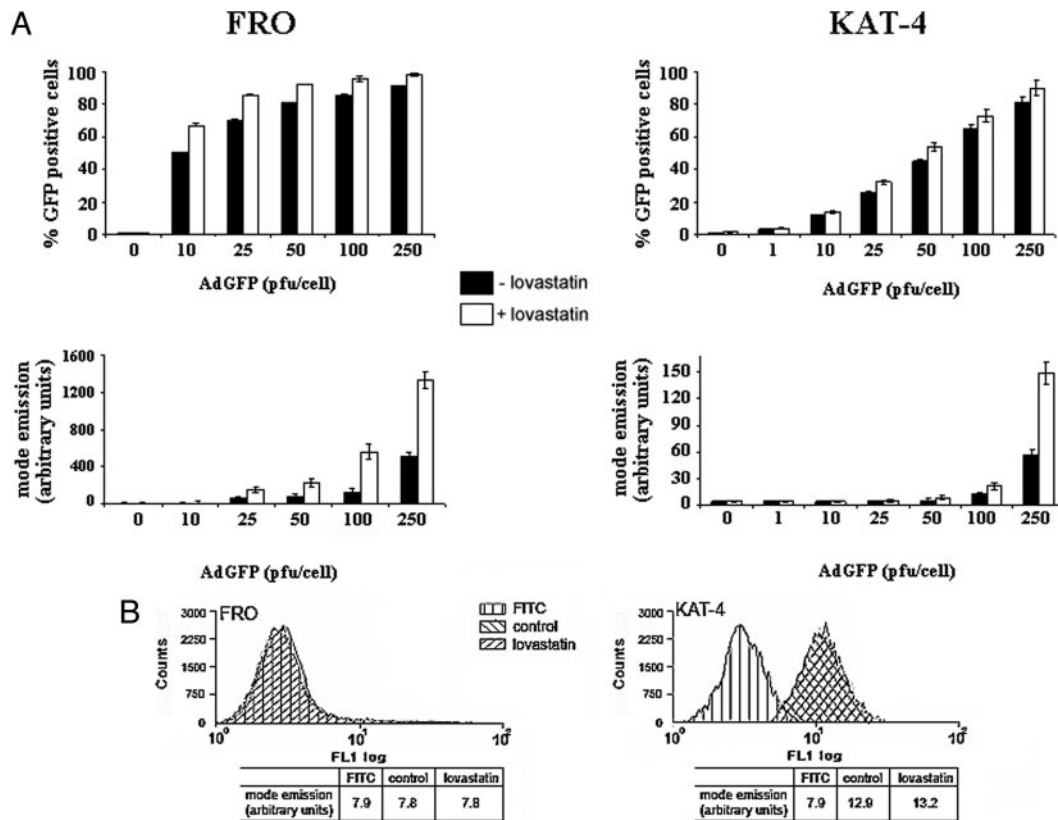 A
FRO
KAT-4
% GFP positive cells
100
80
60
40
20
0
0 10 25 50 100 250
AdGFP (pfu/cell)
% GFP positive cells
100
80
60
40
20
0
0 1 10 25 50 100 250
AdGFP (pfu/cell)
- lovastatin
+ lovastatin
mode emission
(arbitrary units)
1600
1200
800
400
0
0 10 25 50 100 250
AdGFP (pfu/cell)
mode emission
(arbitrary units)
150
120
90
60
30
0
0 1 10 25 50 100 250
AdGFP (pfu/cell)
B
FRO
Counts
3000
2250
1500
750
0
10⁰ 10¹ 10²
FL1 log
FITC
control
lovastatin
KAT-4
Counts
3000
2250
1500
750
0
10⁰ 10¹ 10²
FL1 log
FITC control lovastatin
mode emission
(arbitrary units) 7.9 7.8 7.8
FITC control lovastatin
mode emission
(arbitrary units) 7.9 12.9 13.2